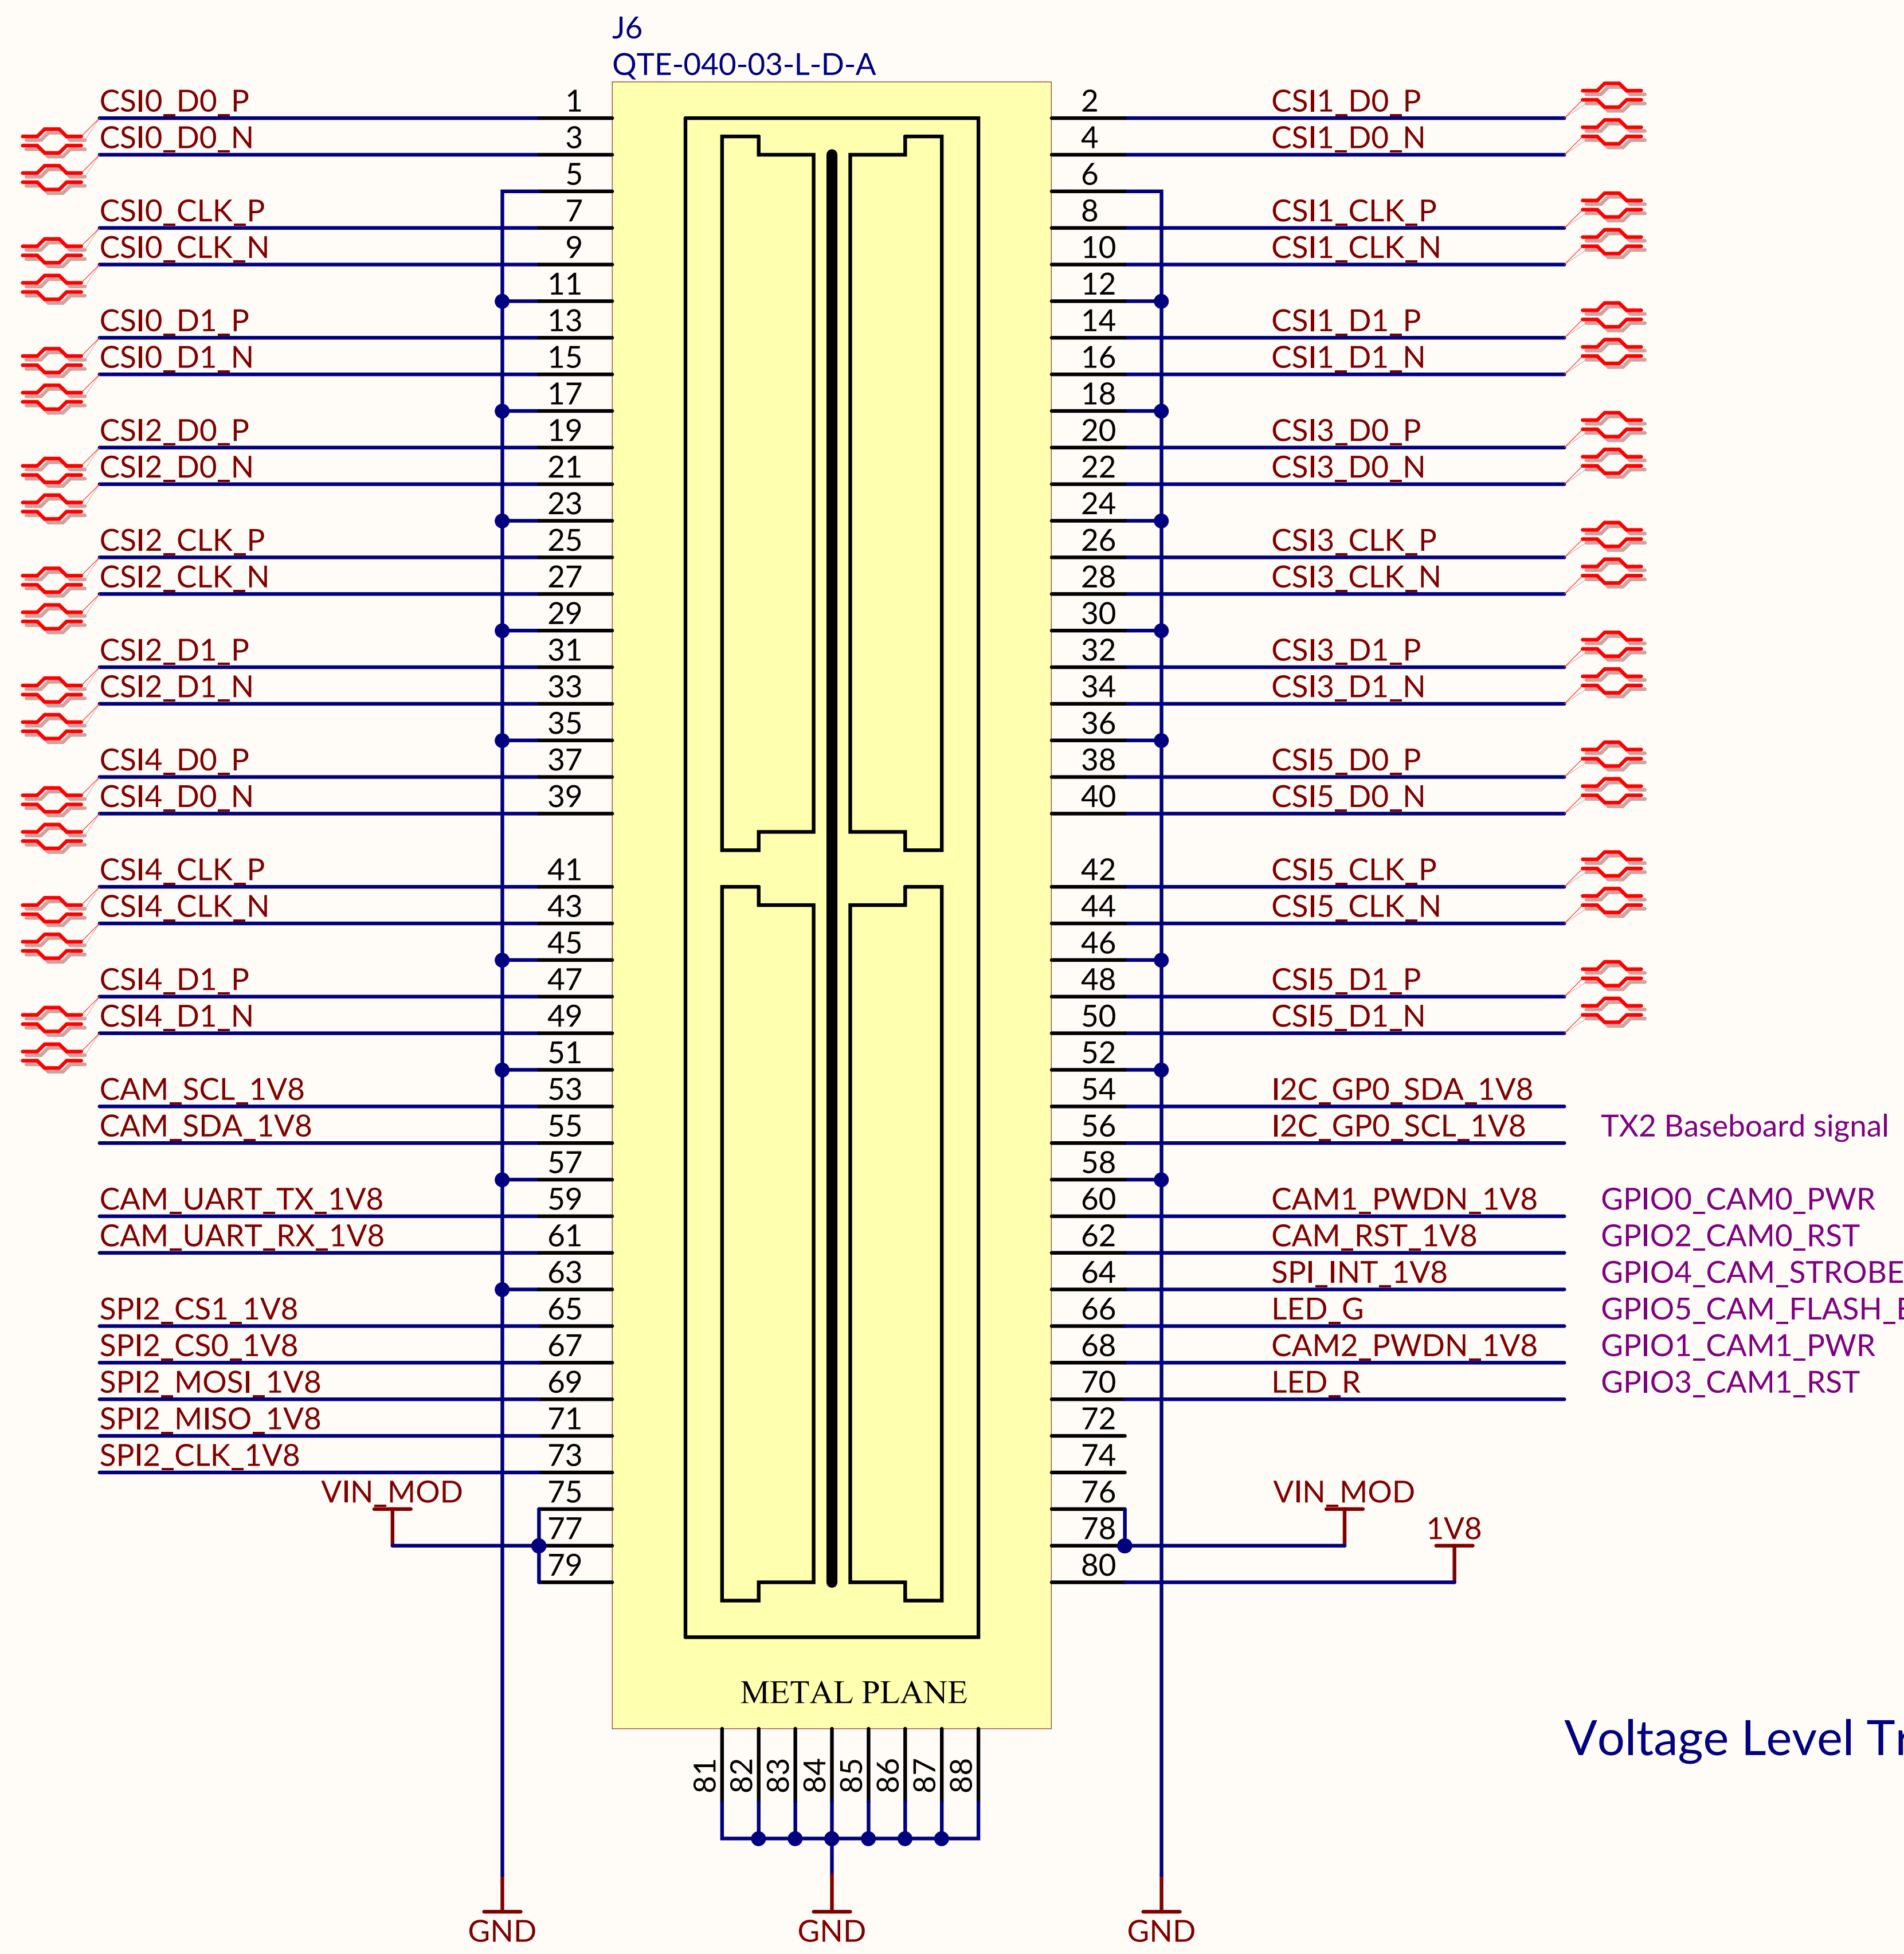 J6
QTE-040-03-L-D-A
CSI0_D0_P 1 2 CSI1_D0_P
CSI0_D0_N 3 4 CSI1_D0_N
5 6
CSI0_CLK_P 7 8 CSI1_CLK_P
CSI0_CLK_N 9 10 CSI1_CLK_N
11 12
CSI0_D1_P 13 14 CSI1_D1_P
CSI0_D1_N 15 16 CSI1_D1_N
17 18
CSI2_D0_P 19 20 CSI3_D0_P
CSI2_D0_N 21 22 CSI3_D0_N
23 24
CSI2_CLK_P 25 26 CSI3_CLK_P
CSI2_CLK_N 27 28 CSI3_CLK_N
29 30
CSI2_D1_P 31 32 CSI3_D1_P
CSI2_D1_N 33 34 CSI3_D1_N
35 36
CSI4_D0_P 37 38 CSI5_D0_P
CSI4_D0_N 39 40 CSI5_D0_N
CSI4_CLK_P 41 42 CSI5_CLK_P
CSI4_CLK_N 43 44 CSI5_CLK_N
45 46
CSI4_D1_P 47 48 CSI5_D1_P
CSI4_D1_N 49 50 CSI5_D1_N
51 52
CAM_SCL_1V8 53 54 I2C_GP0_SDA_1V8
CAM_SDA_1V8 55 56 I2C_GP0_SCL_1V8 TX2 Baseboard signal
57 58
CAM_UART_TX_1V8 59 60 CAM1_PWDN_1V8 GPIO0_CAM0_PWR
CAM_UART_RX_1V8 61 62 CAM_RST_1V8 GPIO2_CAM0_RST
63 64 SPI_INT_1V8 GPIO4_CAM_STROBE
SPI2_CS1_1V8 65 66 LED_G GPIO5_CAM_FLASH_
SPI2_CS0_1V8 67 68 CAM2_PWDN_1V8 GPIO1_CAM1_PWR
SPI2_MOSI_1V8 69 70 LED_R GPIO3_CAM1_RST
SPI2_MISO_1V8 71 72
SPI2_CLK_1V8 73 74
VIN_MOD 75 76 VIN_MOD
77 78 1V8
79 80
METAL PLANE
81 82 83 84 85 86 87 88
Voltage Level
GND GND GND